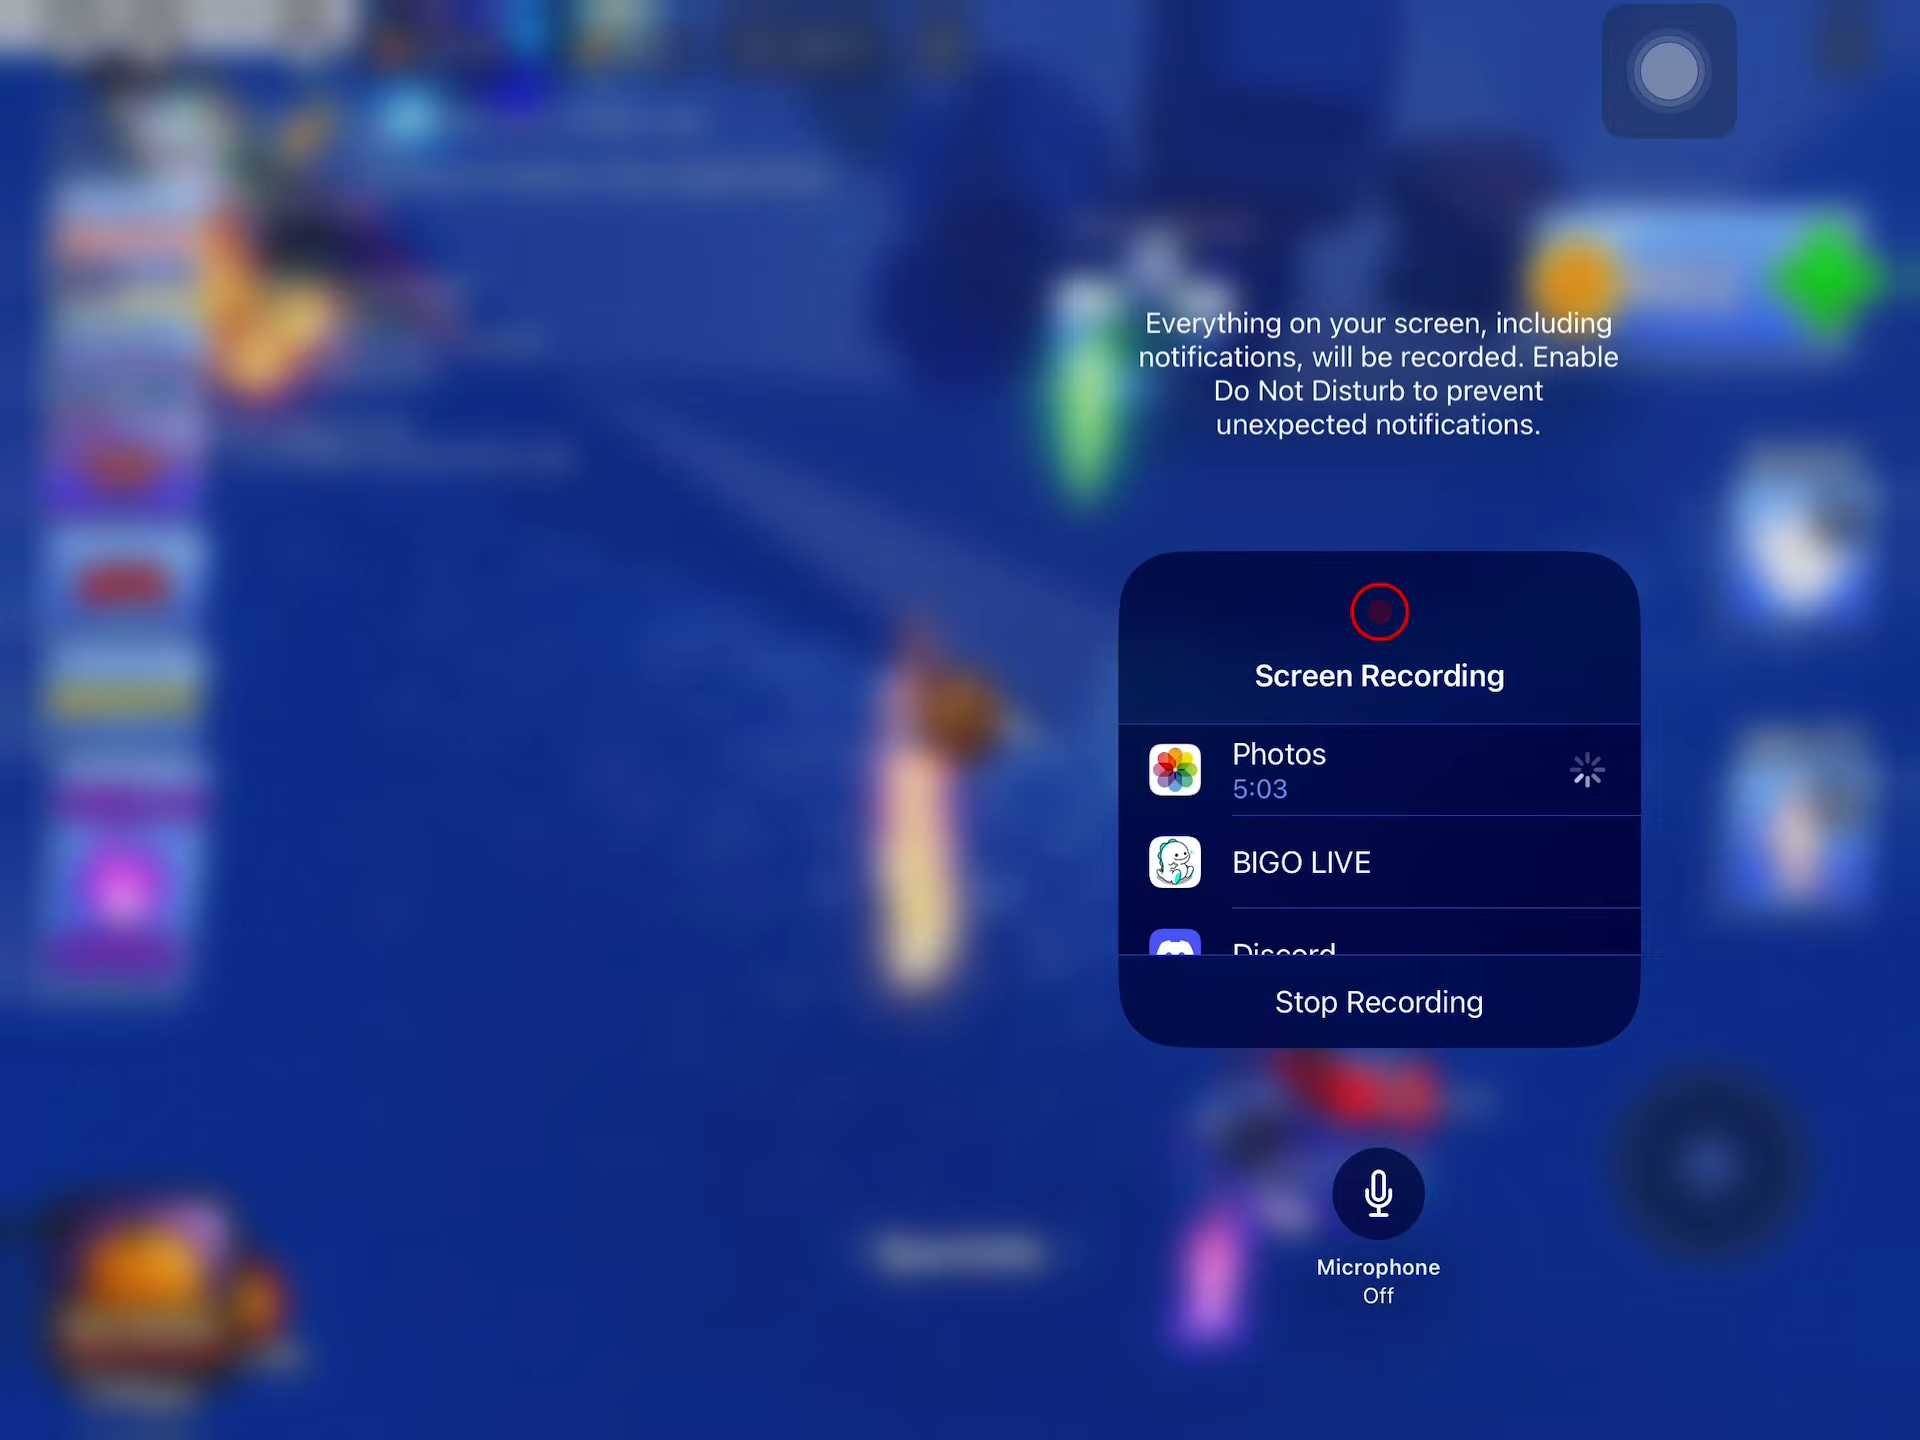 Everything on your screen, including
notifications, will be recorded. Enable
Do Not Disturb to prevent
unexpected notifications.
Screen Recording
Photos
5:03
BIGO LIVE
Discord
Stop Recording
Microphone
Off